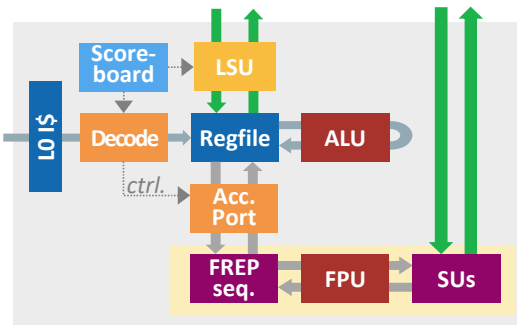 Score-
board
LSU
L0 I$
Decode
Regfile
ALU
ctrl.
Acc.
Port
FREP
seq.
FPU
SUs